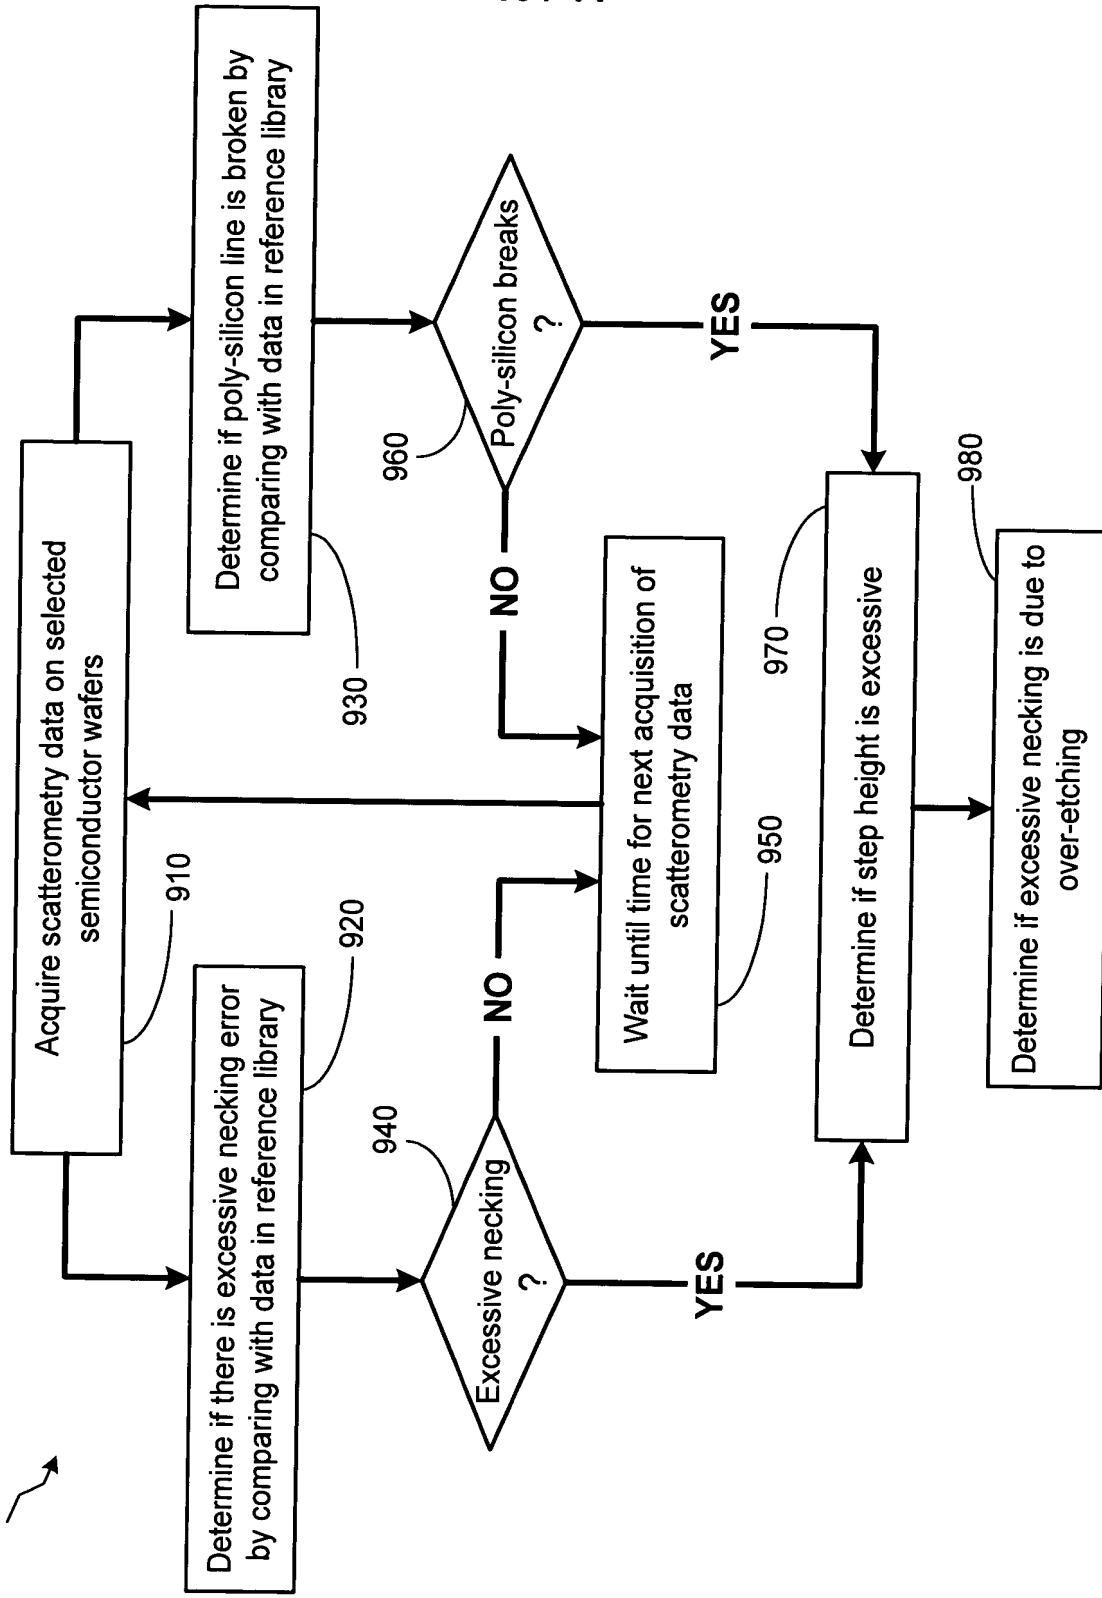 Acquire scatterometry data on selected
semiconductor wafers
910
Determine if there is excessive necking error
by comparing with data in reference library
920
Determine if poly-silicon line is broken by
comparing with data in reference library
930
Excessive necking
?
940
NO
YES
Poly-silicon breaks
?
960
NO
YES
Wait until time for next acquisition of
scatterometry data
950
Determine if step height is excessive
970
Determine if excessive necking is due to
over-etching
980